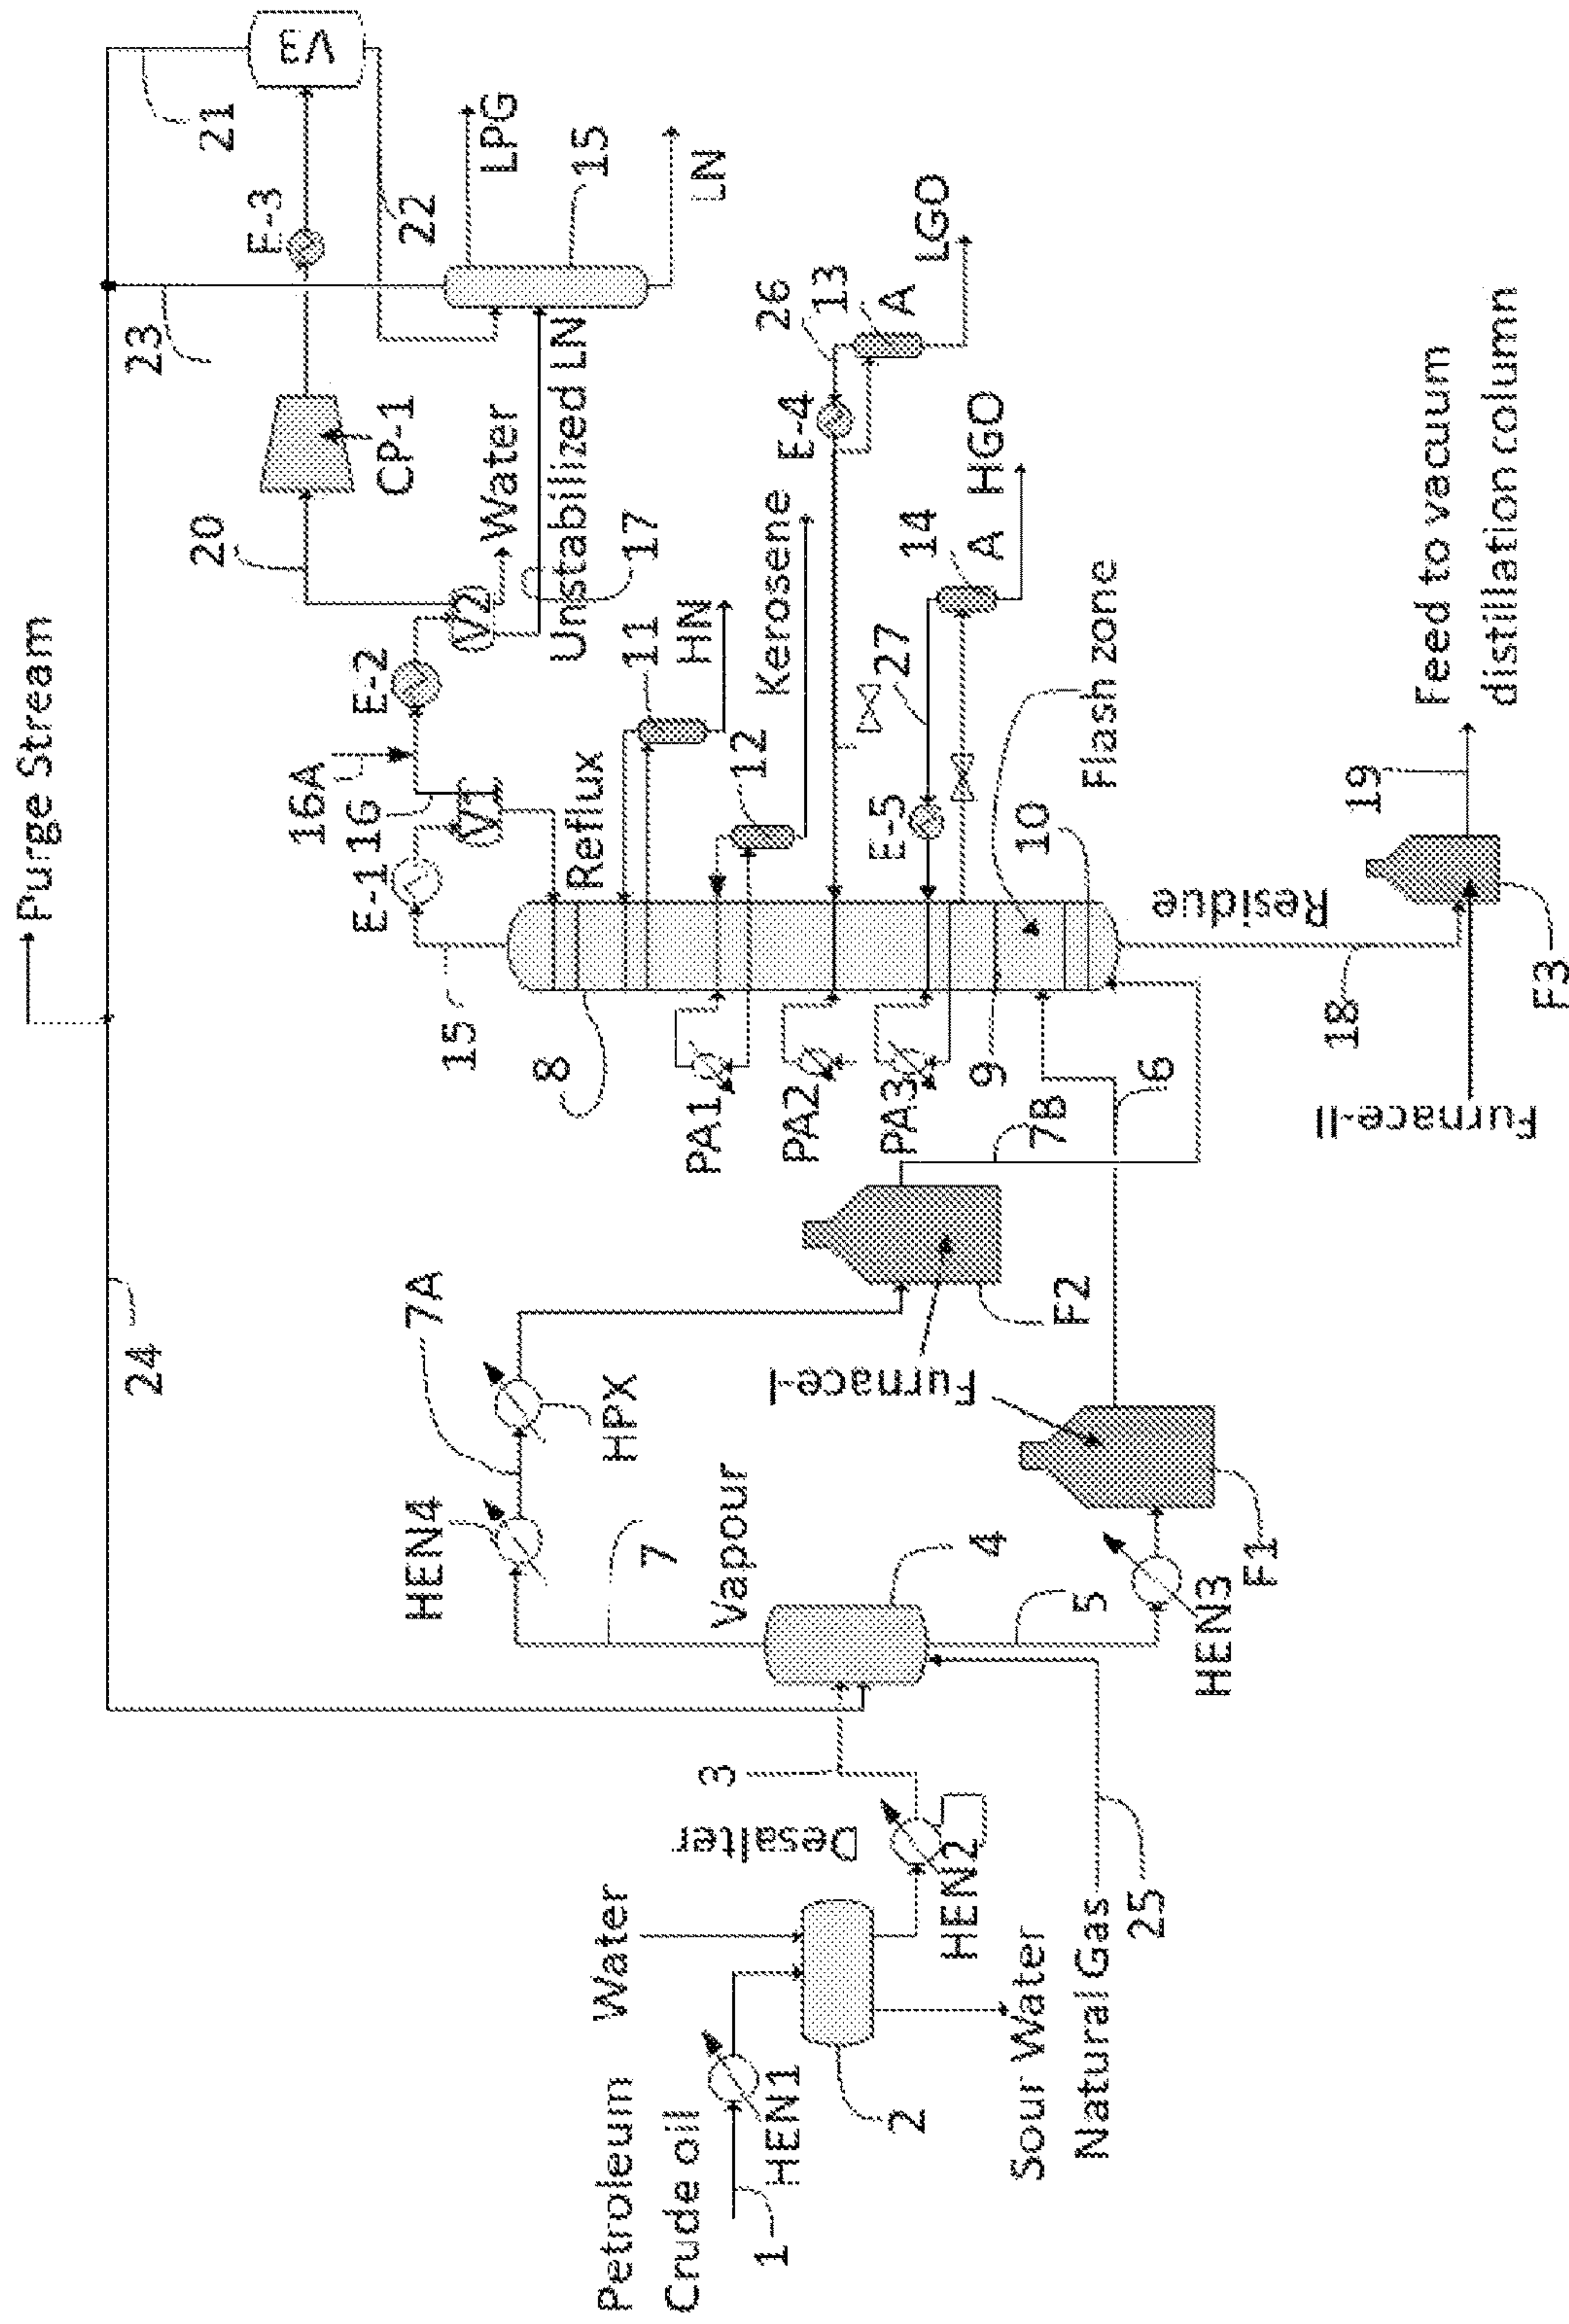 Purge Stream
24
23
21
V3
E-3
22
20
CP-1
LPG
15
LN
16A
16
E-1
E-2
V1
V2
Water
Unstabilized LN
17
Reflux
11
HN
12
Kerosene
E-4
26
13
A
LGO
27
E-5
14
A
HGO
Flash zone
10
15
8
PA1
PA2
PA3
9
7B
6
Residue
18
19
F3
Furnace-II
Feed to vacuum
distillation column
7A
HEN4
HPX
7
Vapour
4
5
HEN3
F1
F2
Furnace-I
3
Desalter
HEN2
Water
Petroleum
Crude oil
1
HEN1
2
Sour Water
Natural Gas
25